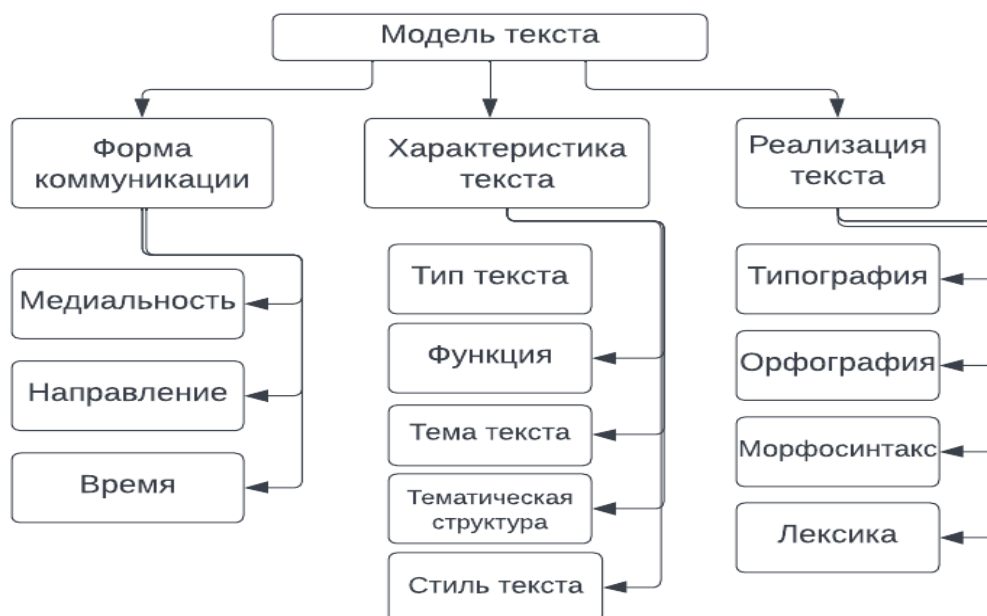 Модель текста
Форма
коммуникации
Медиальность
Направление
Время
Характеристика
текста
Тип текста
Функция
Тема текста
Тематическая
структура
Стиль текста
Реализация
текста
Типография
Орфография
Морфосинтакс
Лексика